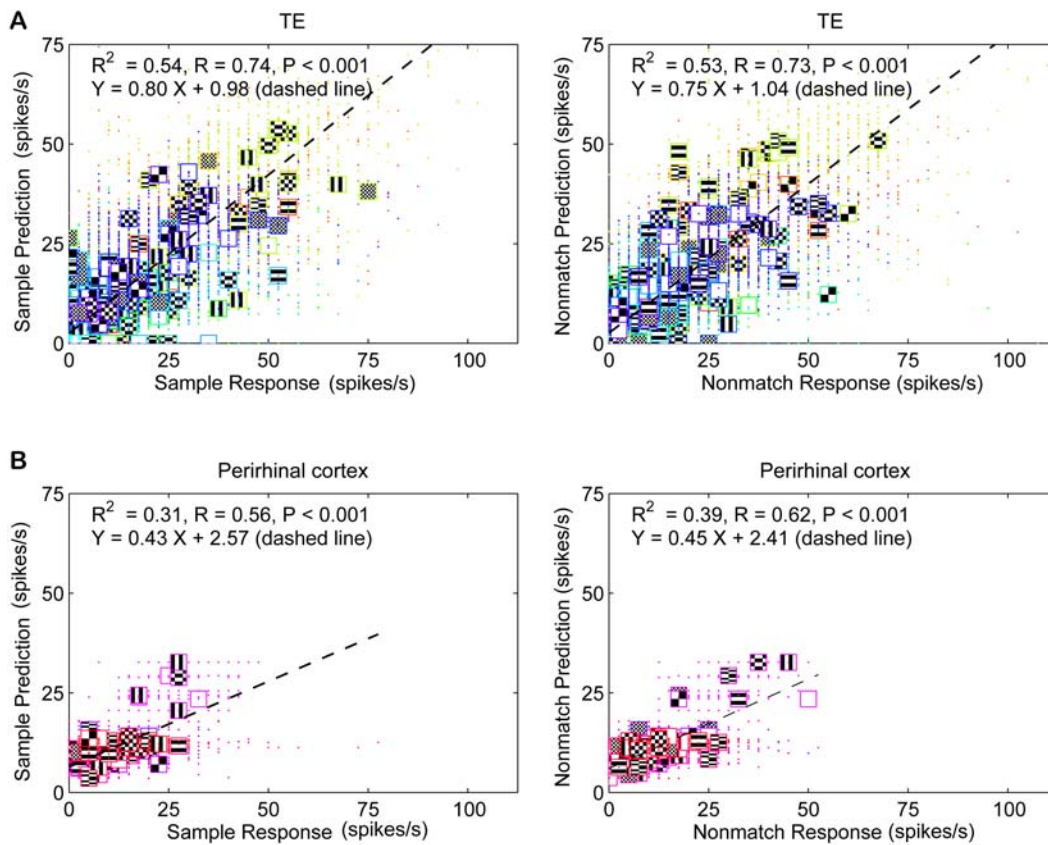 A
TE
R² = 0.54, R = 0.74, P < 0.001
Y = 0.80 X + 0.98 (dashed line)
75
50
25
0
Sample Prediction (spikes/s)
0 25 50 75 100
Sample Response (spikes/s)
TE
R² = 0.53, R = 0.73, P < 0.001
Y = 0.75 X + 1.04 (dashed line)
75
50
25
0
Nonmatch Prediction (spikes/s)
0 25 50 75 100
Nonmatch Response (spikes/s)
B
Perirhinal cortex
R² = 0.31, R = 0.56, P < 0.001
Y = 0.43 X + 2.57 (dashed line)
75
50
25
0
Sample Prediction (spikes/s)
0 25 50 75 100
Sample Response (spikes/s)
Perirhinal cortex
R² = 0.39, R = 0.62, P < 0.001
Y = 0.45 X + 2.41 (dashed line)
75
50
25
0
Nonmatch Prediction (spikes/s)
0 25 50 75 100
Nonmatch Response (spikes/s)